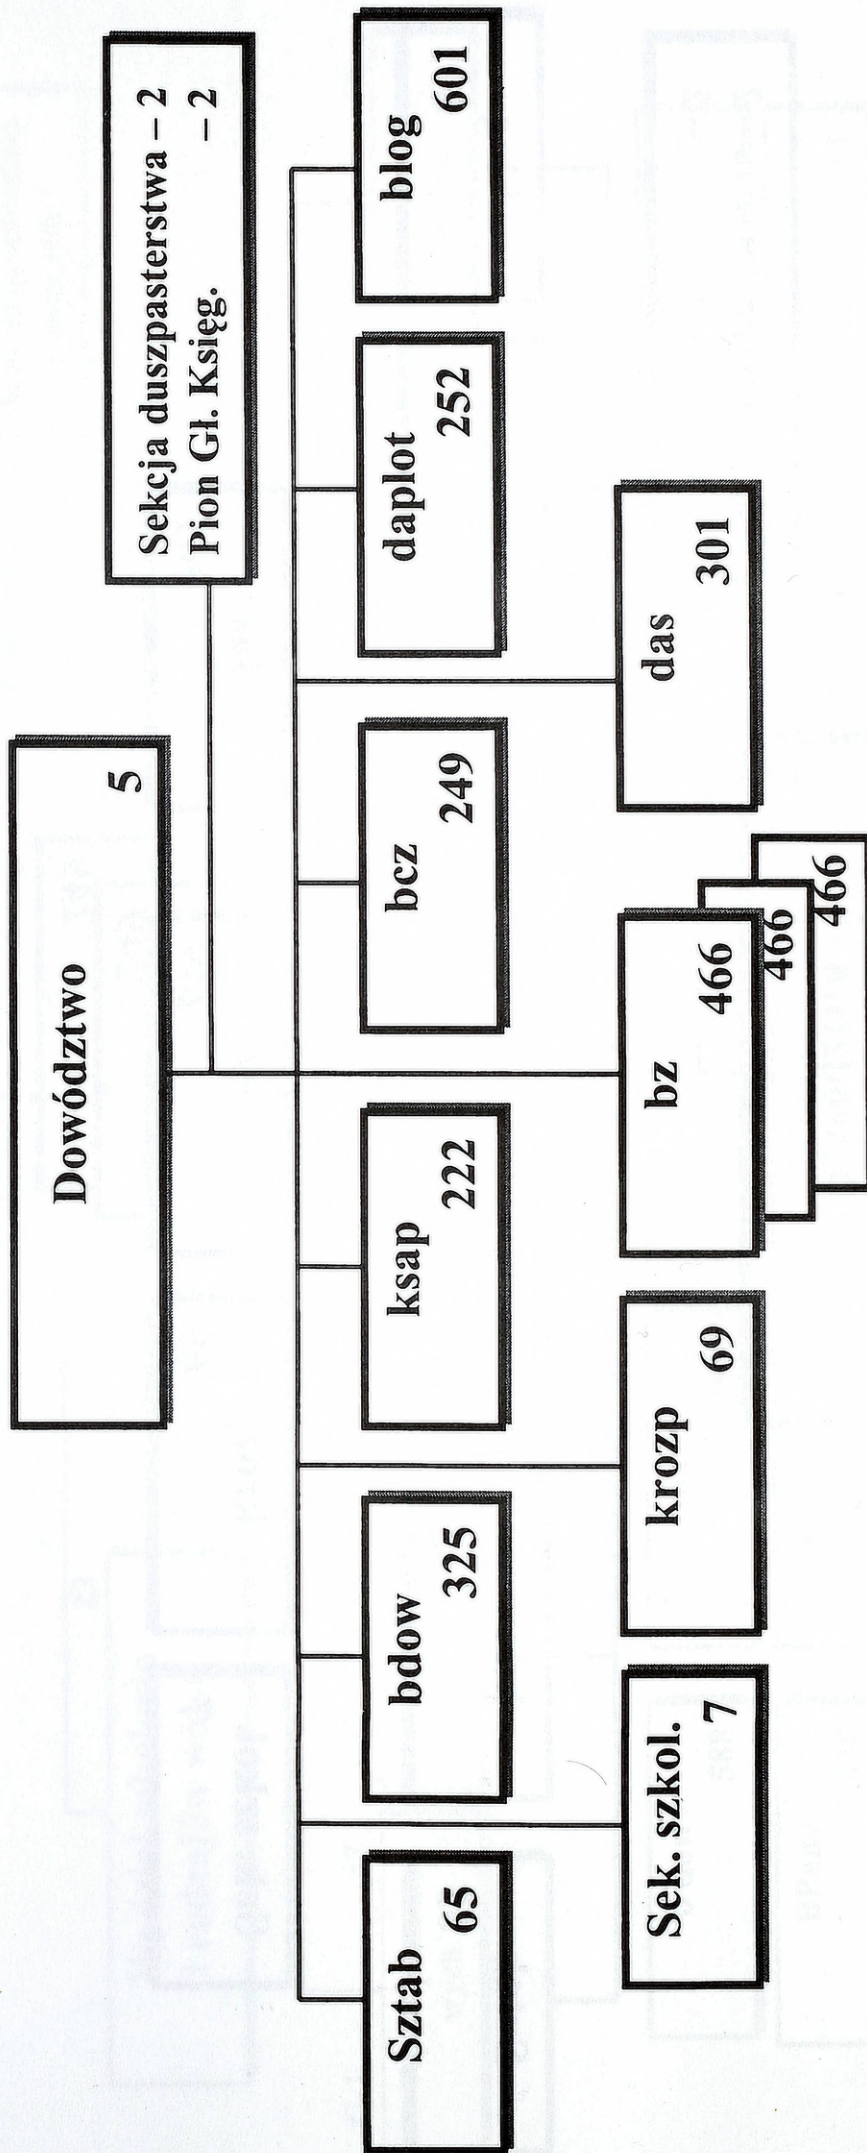 Dowództwo
5
Sekcja duszpasterstwa – 2
Pion Gł. Księg. – 2
Sztab
65
bdow
325
ksap
222
bcz
249
daplot
252
blog
601
Sek. szkol.
7
krozp
69
bz
466
466
466
das
301